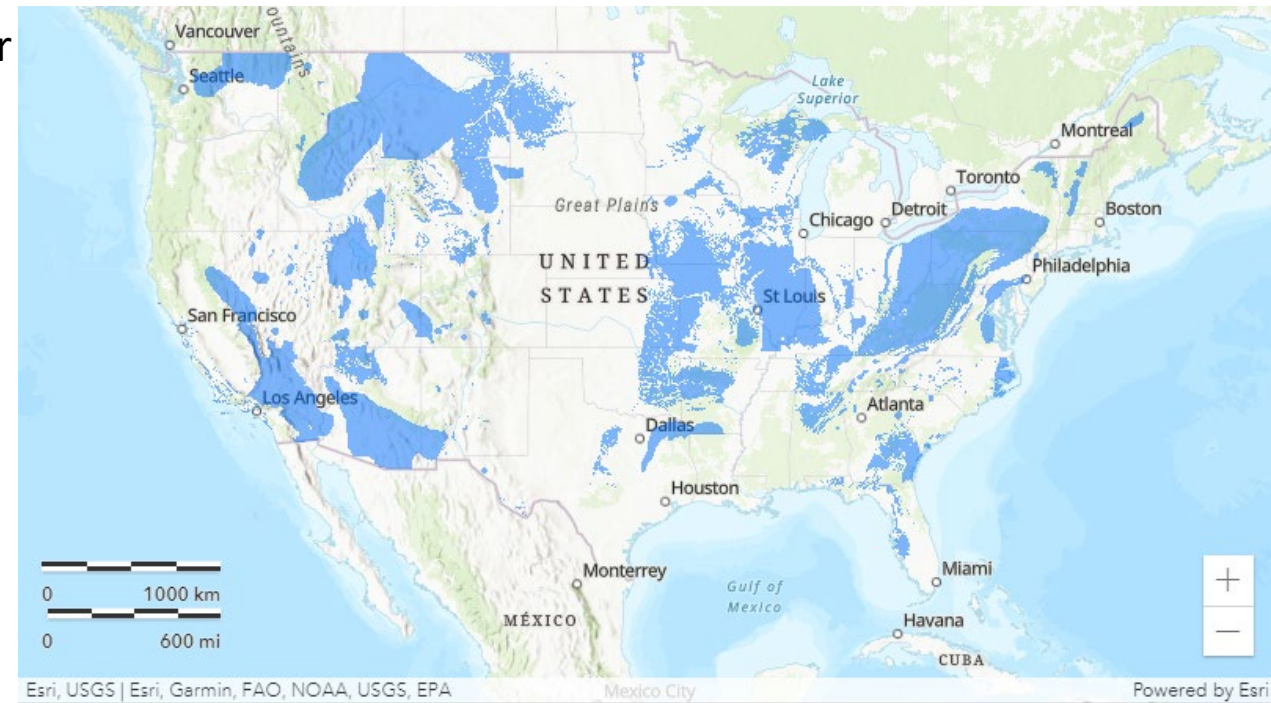 r
Vancouver
ountains
Seattle
Lake
Superior
Montreal
Toronto
Great Plains
Chicago
Detroit
Boston
UNITED
STATES
Philadelphia
St Louis
San Francisco
Los Angeles
Atlanta
Dallas
Houston
Monterrey
Gulf of
Mexico
Miami
0 1000 km
0 600 mi
MÉXICO
Havana
CUBA
+
−
Esri, USGS | Esri, Garmin, FAO, NOAA, USGS, EPA
Mexico City
Powered by Esri